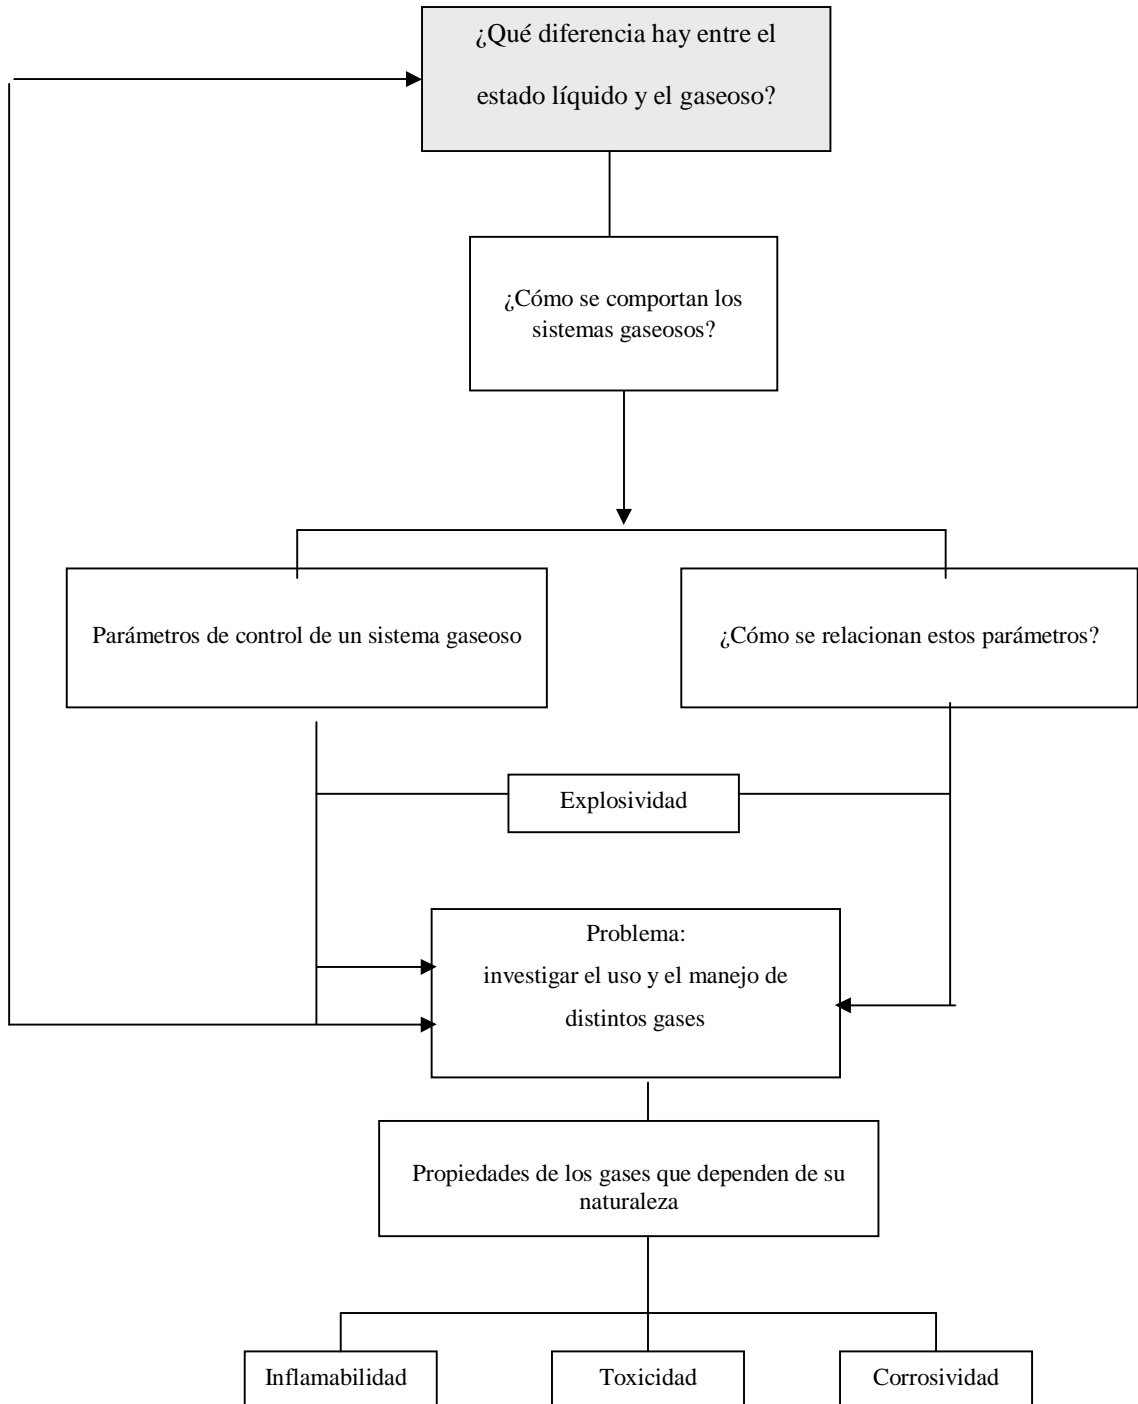 ¿Qué diferencia hay entre el
estado líquido y el gaseoso?
¿Cómo se comportan los
sistemas gaseosos?
Parámetros de control de un sistema gaseoso
¿Cómo se relacionan estos parámetros?
Explosividad
Problema:
investigar el uso y el manejo de
distintos gases
Propiedades de los gases que dependen de su
naturaleza
Inflamabilidad
Toxicidad
Corrosividad